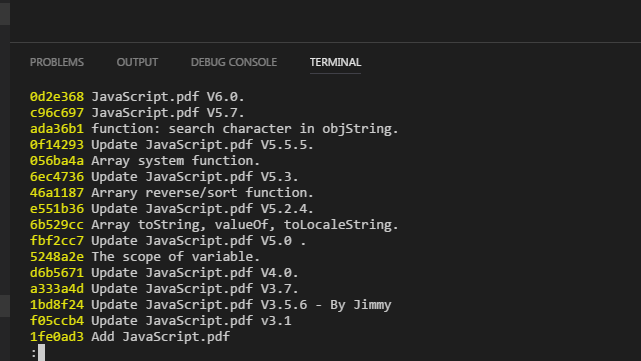 PROBLEMS OUTPUT DEBUG CONSOLE TERMINAL
0d2e368 JavaScript.pdf V6.0.
c96c697 JavaScript.pdf V5.7.
ada36b1 function: search character in objString.
0f14293 Update JavaScript.pdf V5.5.5.
056ba4a Array system function.
6ec4736 Update JavaScript.pdf V5.3.
46a1187 Arrary reverse/sort function.
e551b36 Update JavaScript.pdf V5.2.4.
6b529cc Array toString, valueOf, toLocaleString.
fbf2cc7 Update JavaScript.pdf V5.0 .
5248a2e The scope of variable.
d6b5671 Update JavaScript.pdf V4.0.
a333a4d Update JavaScript.pdf V3.7.
1bd8f24 Update JavaScript.pdf V3.5.6 - By Jimmy
f05ccb4 Update JavaScript.pdf v3.1
1fe0ad3 Add JavaScript.pdf
: